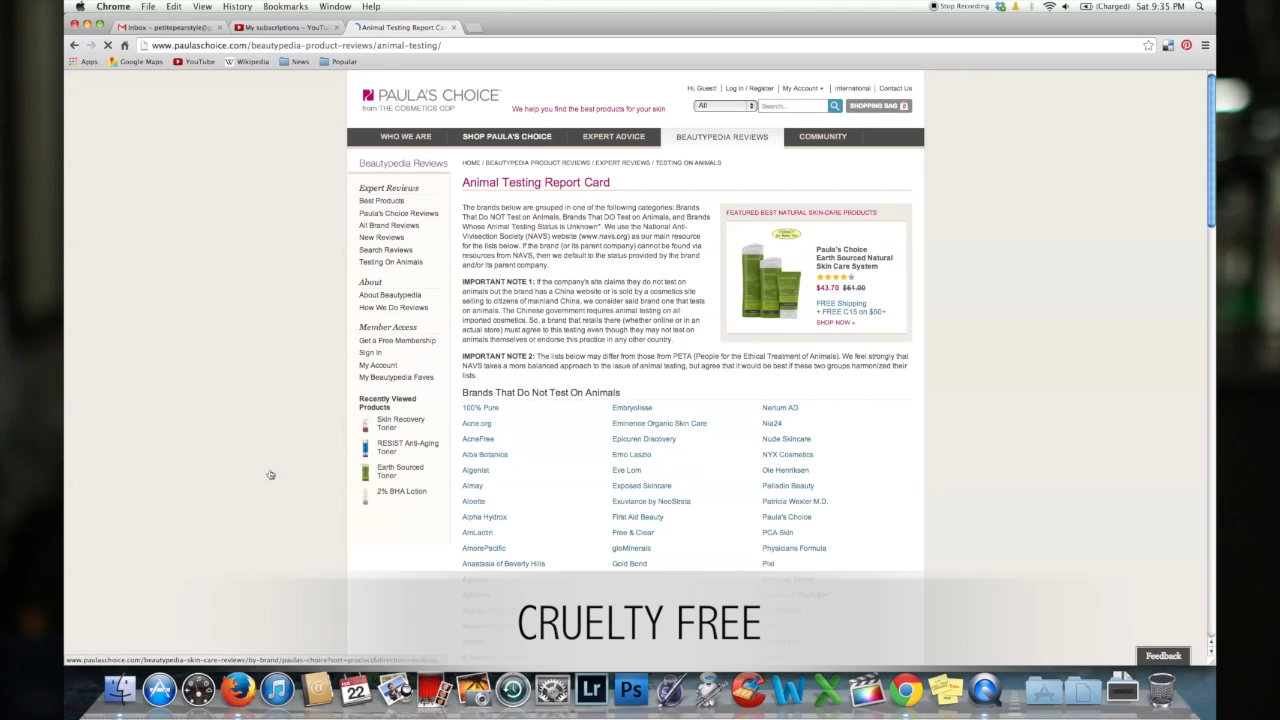 Chrome File Edit View History Bookmarks Window Help
Stop Recording (Charged) Sat 9:35 PM
Inbox - petitepearstyle@g My subscriptions - YouTu Animal Testing Report Car
www.paulaschoice.com/beautypedia-product-reviews/animal-testing/
Apps Google Maps YouTube Wikipedia News Popular
PAULA'S CHOICE
from THE COSMETICS COP
We help you find the best products for your skin
Hi, Guest! Log In / Register My Account International Contact Us
All Search... SHOPPING BAG 0
WHO WE ARE SHOP PAULA'S CHOICE EXPERT ADVICE BEAUTYPEDIA REVIEWS COMMUNITY
Beautypedia Reviews
Expert Reviews
Best Products
Paula's Choice Reviews
All Brand Reviews
New Reviews
Search Reviews
Testing On Animals
About
About Beautypedia
How We Do Reviews
Member Access
Get a Free Membership
Sign In
My Account
My Beautypedia Faves
Recently Viewed
Products
Skin Recovery
Toner
RESIST Anti-Aging
Toner
Earth Sourced
Toner
2% BHA Lotion
HOME / BEAUTYPEDIA PRODUCT REVIEWS / EXPERT REVIEWS / TESTING ON ANIMALS
Animal Testing Report Card
The brands below are grouped in one of the following categories: Brands
That Do NOT Test on Animals, Brands That DO Test on Animals, and Brands
Whose Animal Testing Status is Unknown*. We use the National Anti-
Vivisection Society (NAVS) website (www.navs.org) as our main resource
for the lists below. If the brand (or its parent company) cannot be found via
resources from NAVS, then we default to the status provided by the brand
and/or its parent company.
IMPORTANT NOTE 1: If the company's site claims they do not test on
animals but the brand has a China website or is sold by a cosmetics site
selling to citizens of mainland China, we consider said brand one that tests
on animals. The Chinese government requires animal testing on all
imported cosmetics. So, a brand that retails there (whether online or in an
actual store) must agree to this testing even though they may not test on
animals themselves or endorse this practice in any other country.
FEATURED BEST NATURAL SKIN-CARE PRODUCTS
Paula's Choice
Earth Sourced Natural
Skin Care System
$43.70 $61.00
FREE Shipping
+ FREE C15 on $50+
SHOP NOW »
IMPORTANT NOTE 2: The lists below may differ from those from PETA (People for the Ethical Treatment of Animals). We feel strongly that
NAVS takes a more balanced approach to the issue of animal testing, but agree that it would be best if these two groups harmonized their
lists.
Brands That Do Not Test On Animals
100% Pure Embryolisse Nerium AD
Acne.org Eminence Organic Skin Care Nia24
AcneFree Epicuren Discovery Nude Skincare
Alba Botanica Erno Laszlo NYX Cosmetics
Algenist Eve Lom Ole Henriksen
Almay Exposed Skincare Palladio Beauty
Aloette Exuviance by NeoStrata Patricia Wexler M.D.
Alpha Hydrox First Aid Beauty Paula's Choice
AmLactin Free & Clear PCA Skin
AmorePacific gloMinerals Physicians Formula
Anastasia of Beverly Hills Gold Bond Pixi
CRUELTY FREE
Feedback
FEB
22
Lr Ps